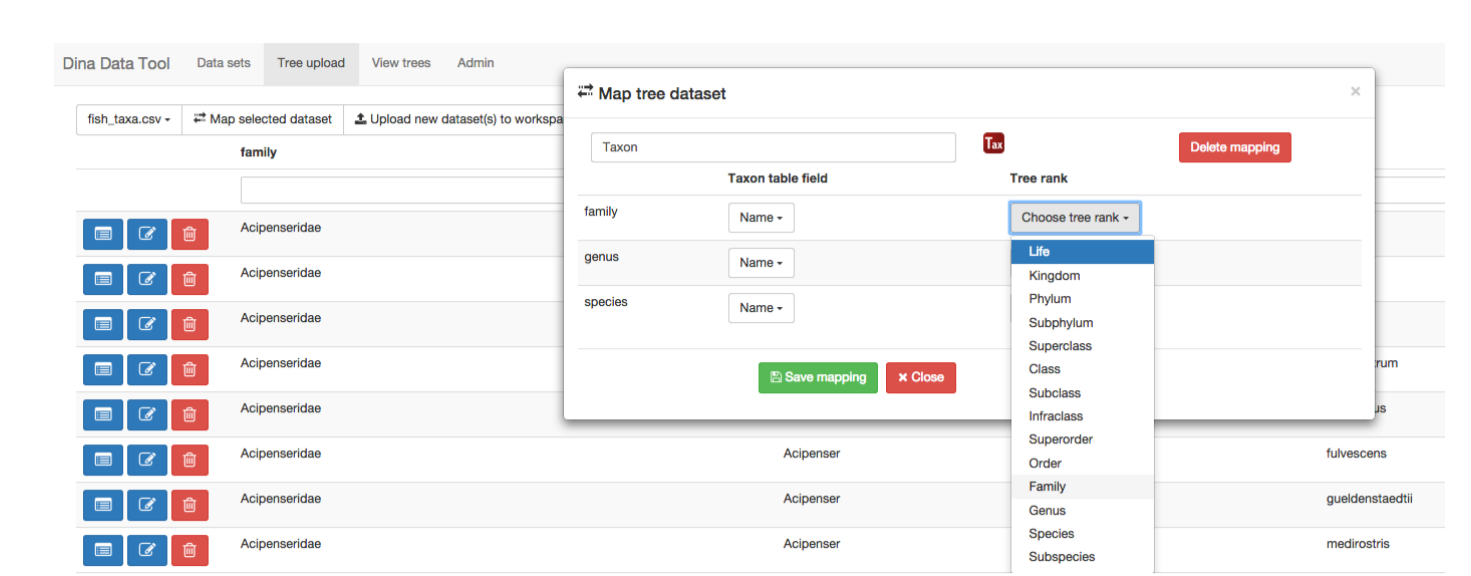 Dina Data Tool Data sets Tree upload View trees Admin
Map tree dataset ×
fish_taxa.csv Map selected dataset Upload new dataset(s) to workspa
Taxon Tax Delete mapping
family
Taxon table field Tree rank
family Name Choose tree rank
Acipenseridae
Life
genus Name
Acipenseridae
Kingdom
Phylum
species Name
Acipenseridae
Subphylum
Superclass
Acipenseridae Class rum
Save mapping × Close
Subclass
Acipenseridae Infraclass us
Superorder
Acipenseridae Acipenser Order fulvescens
Family
Acipenseridae Acipenser gueldenstaedtii
Genus
Species
Acipenseridae Acipenser medirostris
Subspecies